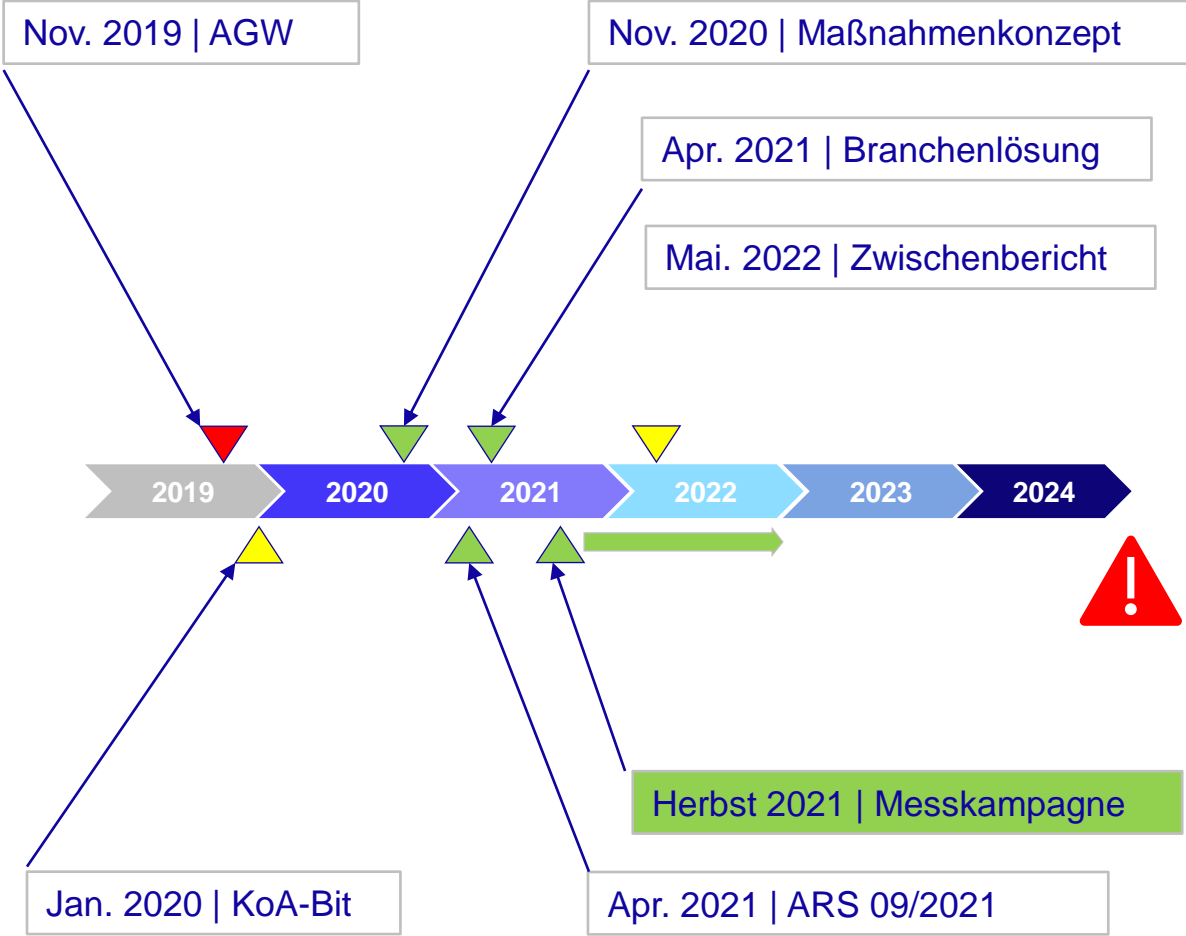 Nov. 2019 | AGW
Nov. 2020 | Maßnahmenkonzept
Apr. 2021 | Branchenlösung
Mai. 2022 | Zwischenbericht
2019
2020
2021
2022
2023
2024
!
Herbst 2021 | Messkampagne
Jan. 2020 | KoA-Bit
Apr. 2021 | ARS 09/2021